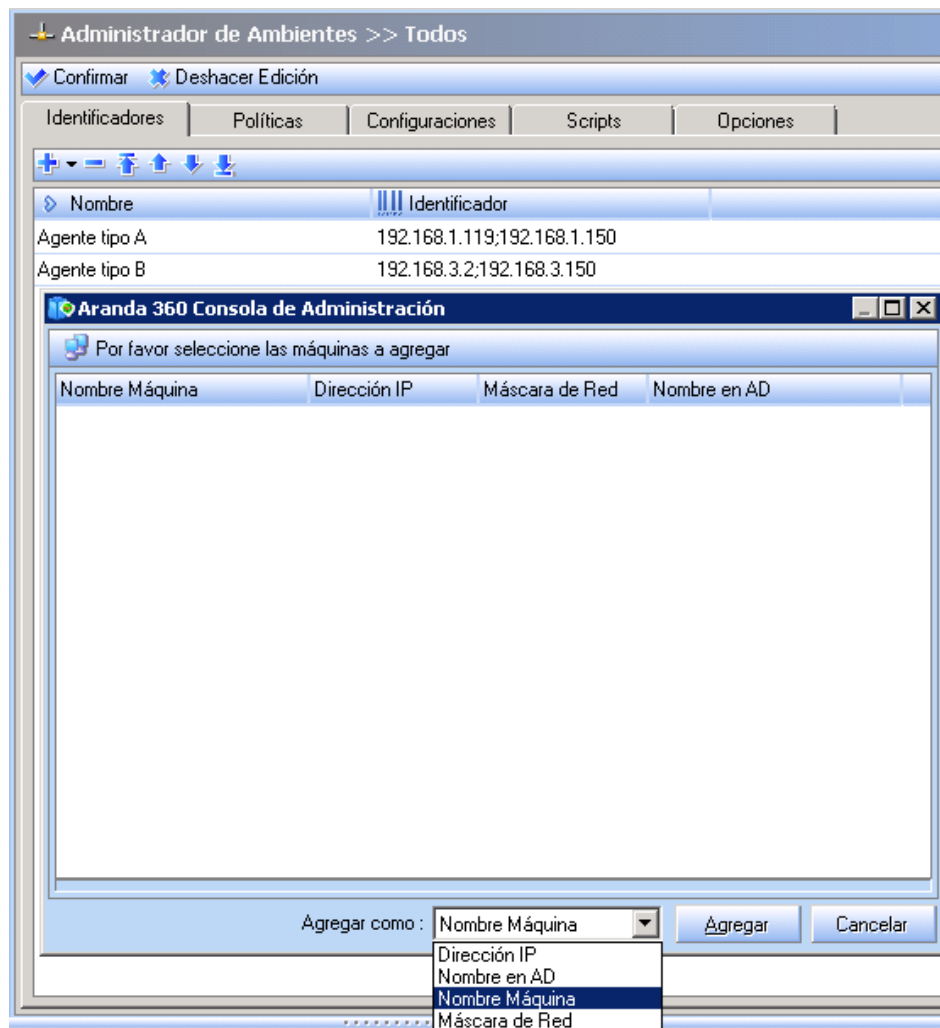 Administrador de Ambientes >> Todos
Confirmar Deshacer Edición
Identificadores Políticas Configuraciones Scripts Opciones
Nombre Identificador
Agente tipo A 192.168.1.119;192.168.1.150
Agente tipo B 192.168.3.2;192.168.3.150
Aranda 360 Consola de Administración
Por favor seleccione las máquinas a agregar
Nombre Máquina Dirección IP Máscara de Red Nombre en AD
Agregar como : Nombre Máquina Agregar Cancelar
Dirección IP
Nombre en AD
Nombre Máquina
Máscara de Red